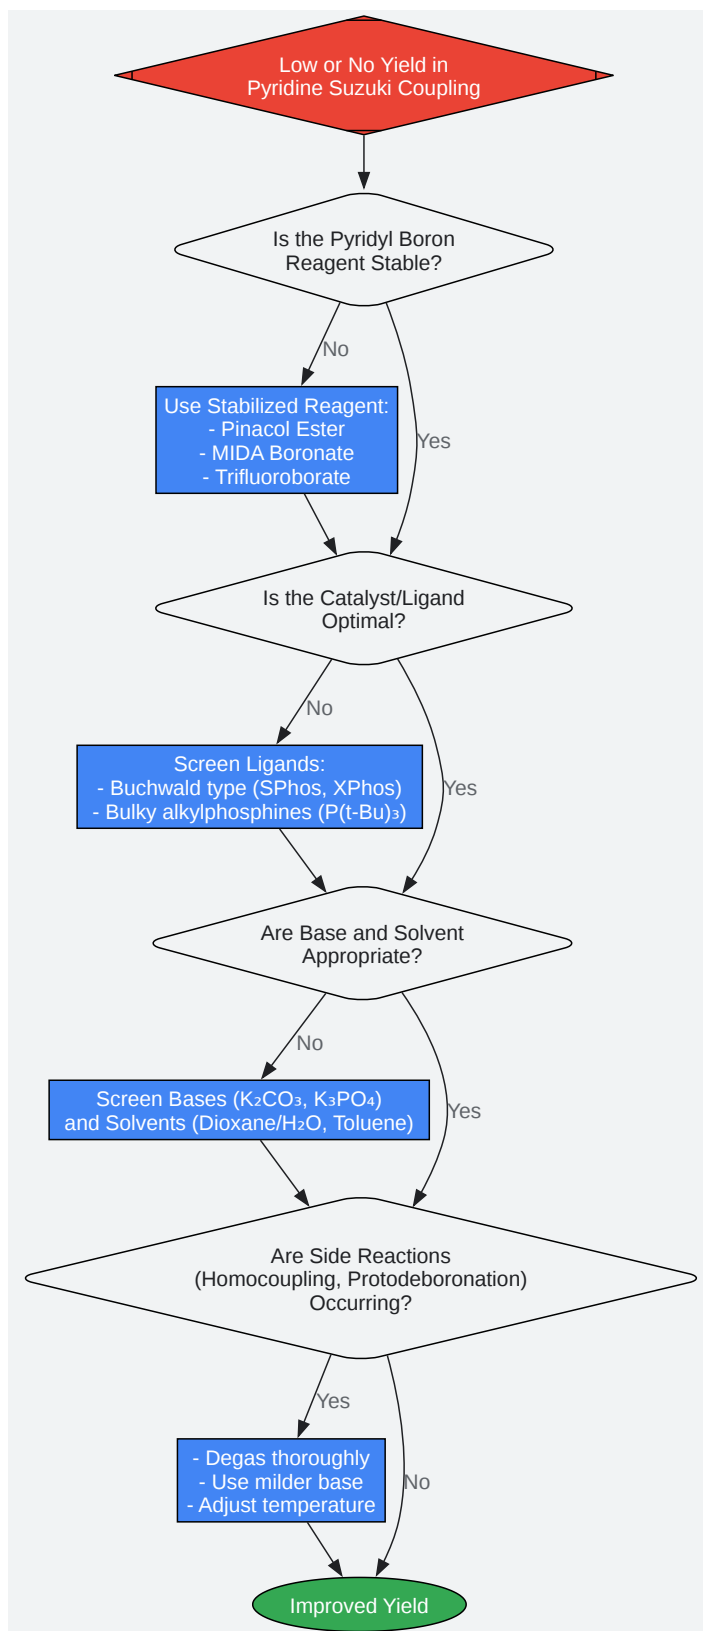 Low or No Yield in
Pyridine Suzuki Coupling
Is the Pyridyl Boron
Reagent Stable?
No
Use Stabilized Reagent:
- Pinacol Ester
- MIDA Boronate
- Trifluoroborate
Yes
Is the Catalyst/Ligand
Optimal?
No
Screen Ligands:
- Buchwald type (SPhos, XPhos)
- Bulky alkylphosphines (P(t-Bu)₃)
Yes
Are Base and Solvent
Appropriate?
No
Screen Bases (K₂CO₃, K₃PO₄)
and Solvents (Dioxane/H₂O, Toluene)
Yes
Are Side Reactions
(Homocoupling, Protodeboronation)
Occurring?
Yes
- Degas thoroughly
- Use milder base
- Adjust temperature
No
Improved Yield